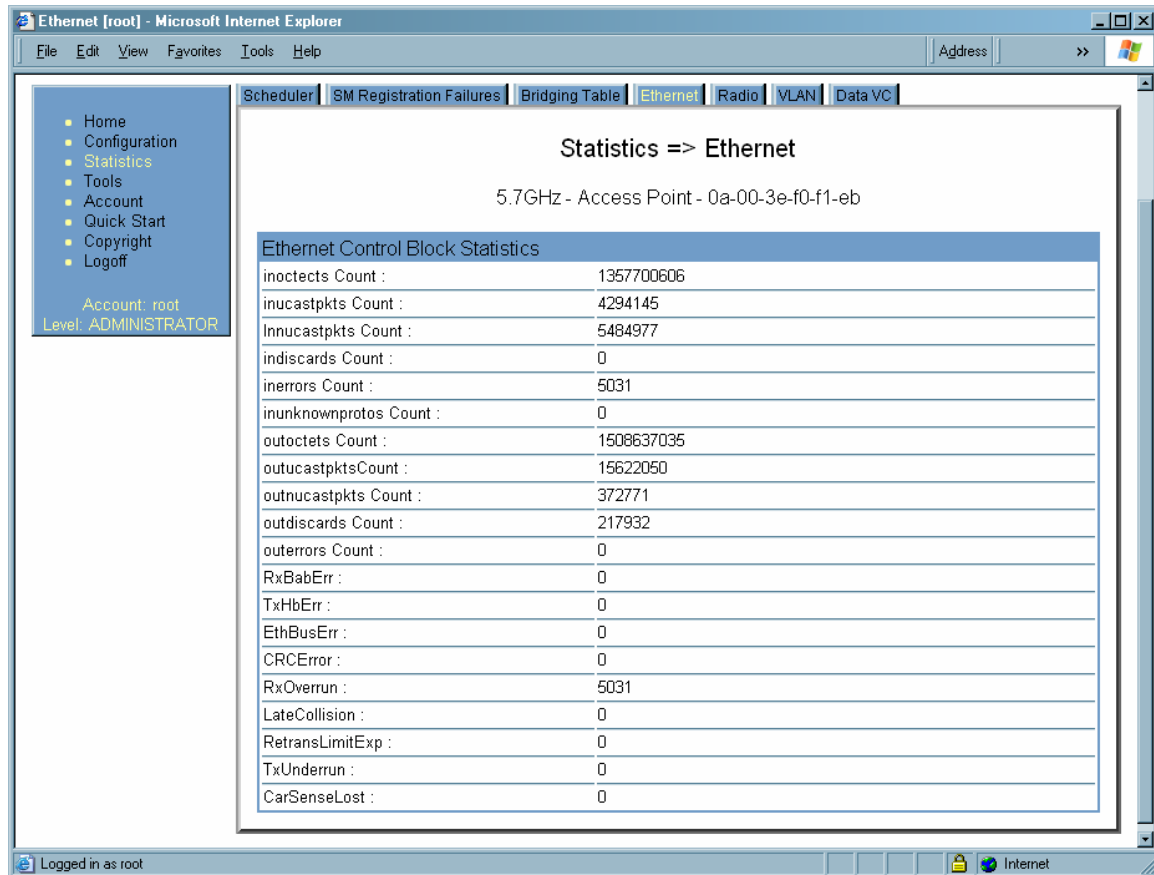 Ethernet [root] - Microsoft Internet Explorer
File Edit View Favorites Tools Help
Address
»
Scheduler SM Registration Failures Bridging Table Ethernet Radio VLAN Data VC
Home
Configuration
Statistics
Tools
Account
Quick Start
Copyright
Logoff
Account: root
Level: ADMINISTRATOR
Statistics => Ethernet
5.7GHz - Access Point - 0a-00-3e-f0-f1-eb
Ethernet Control Block Statistics
inoctects Count : 1357700606
inucastpkts Count : 4294145
Innucastpkts Count : 5484977
indiscards Count : 0
inerrors Count : 5031
inunknownprotos Count : 0
outoctets Count : 1508637035
outucastpktsCount : 15622050
outnucastpkts Count : 372771
outdiscards Count : 217932
outerrors Count : 0
RxBabErr : 0
TxHbErr : 0
EthBusErr : 0
CRCError : 0
RxOverrun : 5031
LateCollision : 0
RetransLimitExp : 0
TxUnderrun : 0
CarSenseLost : 0
Logged in as root
Internet